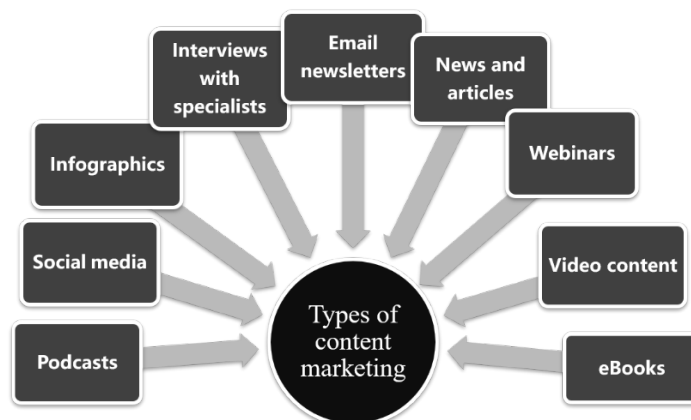 Email
newsletters
Interviews
with
specialists
News and
articles
Infographics
Webinars
Social media
Video content
Podcasts
eBooks
Types of
content
marketing